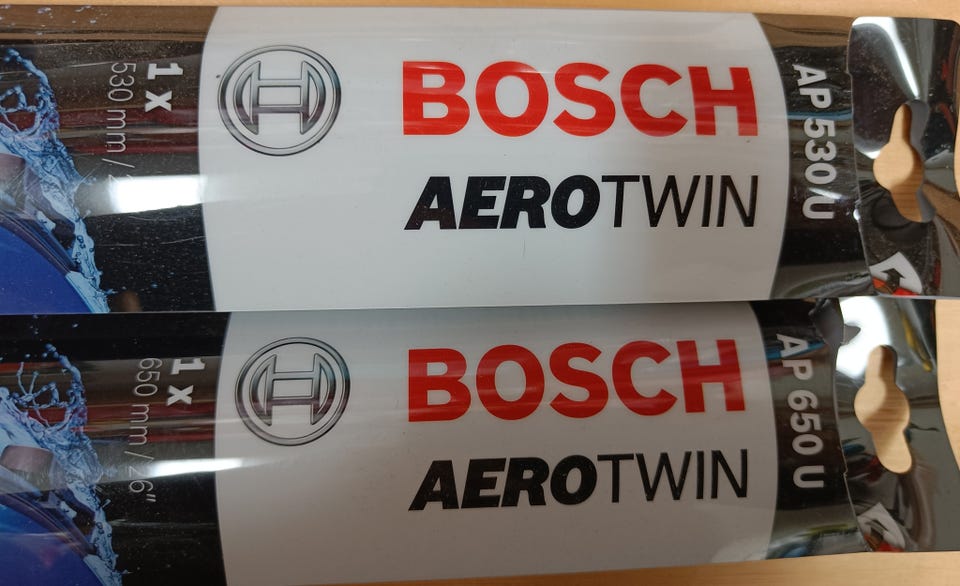 1 x
530 mm /
BOSCH
AEROTWIN
AP 530/U
1 x
650 mm / 26"
BOSCH
AEROTWIN
AP 650 U